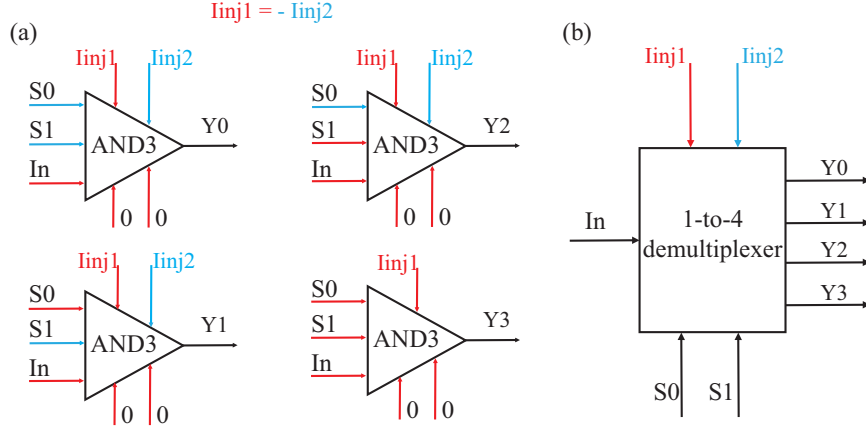 Iinj1 = - Iinj2
(a)
Iinj1 Iinj2
S0
S1
In
AND3
Y0
0 0
Iinj1 Iinj2
S0
S1
In
AND3
Y2
0 0
Iinj1 Iinj2
S0
S1
In
AND3
Y1
0 0
Iinj1
S0
S1
In
AND3
Y3
0 0
(b)
Iinj1 Iinj2
In
1-to-4
demultiplexer
Y0
Y1
Y2
Y3
S0 S1